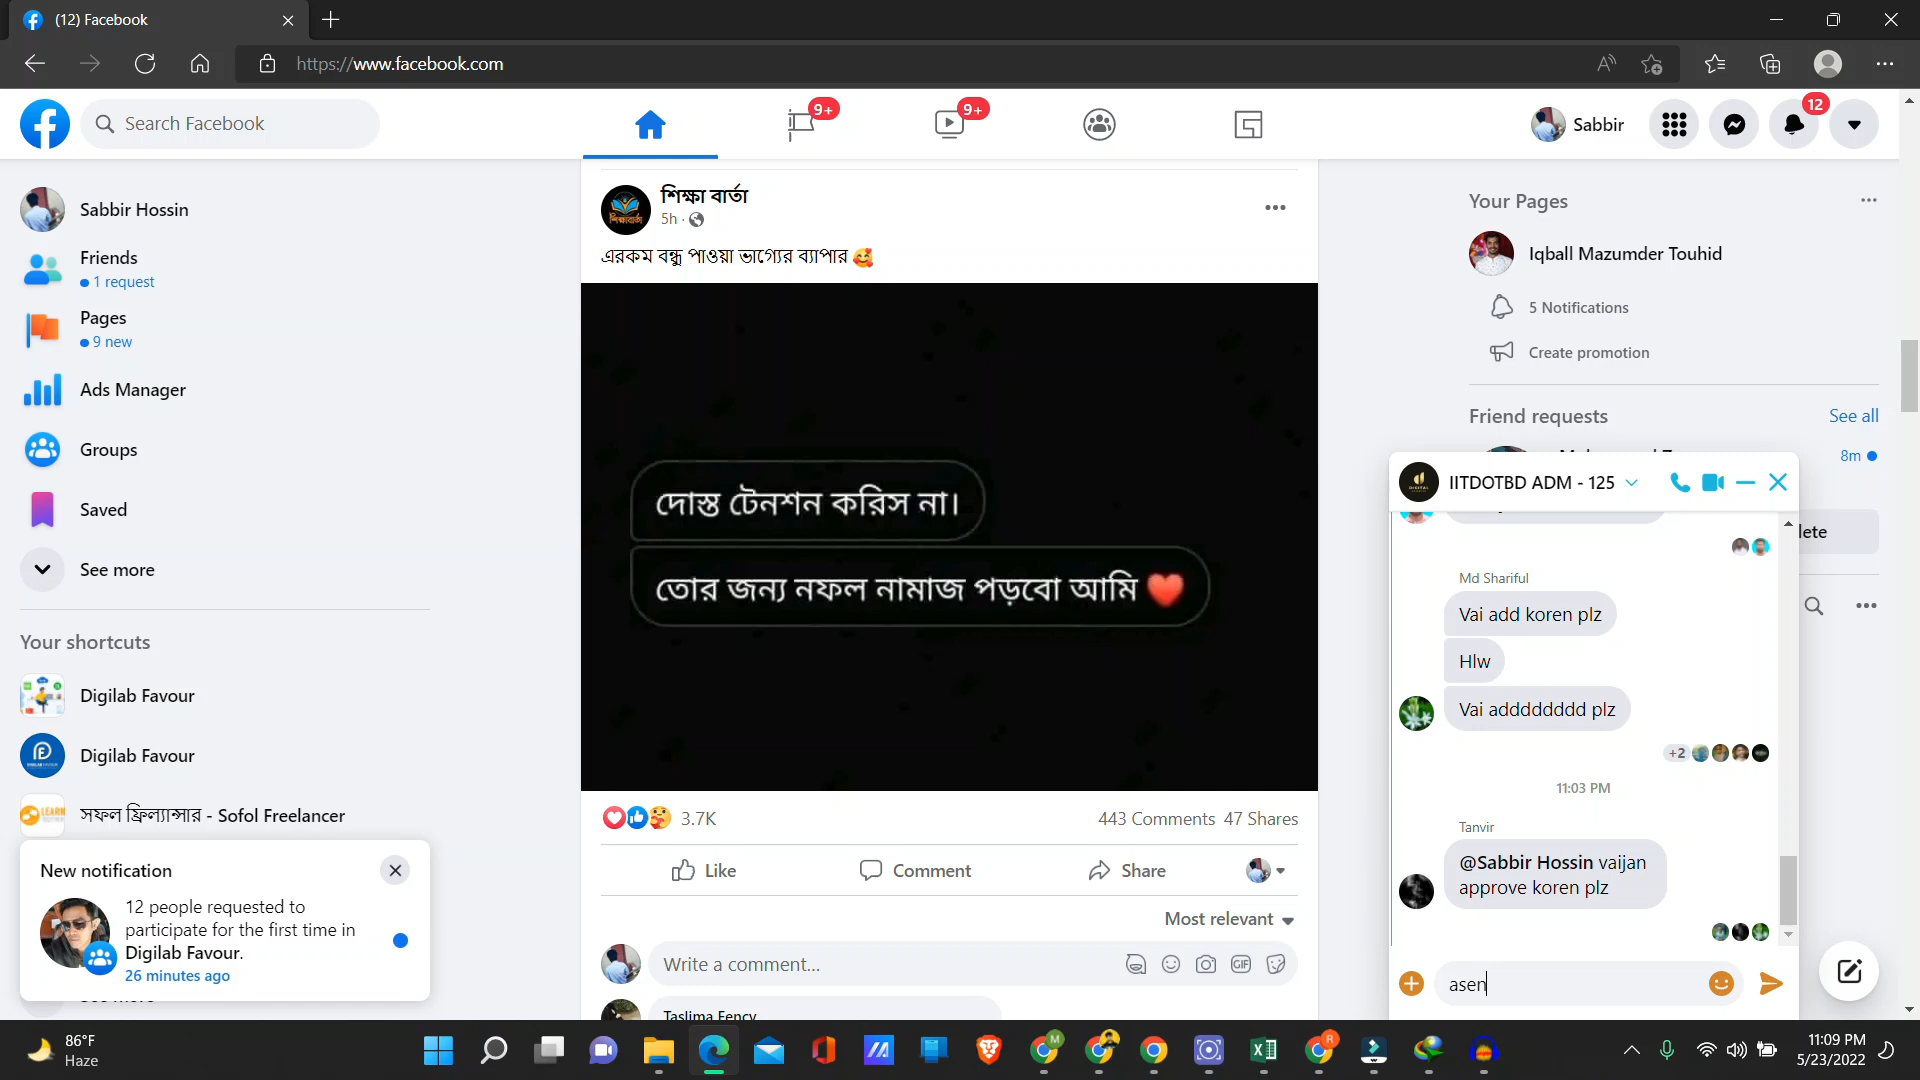 (12) Facebook
https://www.facebook.com
Search Facebook
9+
9+
Sabbir
12
Sabbir Hossin
Friends
1 request
Pages
9 new
Ads Manager
Groups
Saved
See more
Your shortcuts
Digilab Favour
Digilab Favour
সফল ফ্রিল্যান্সার - Sofol Freelancer
New notification
12 people requested to
participate for the first time in
Digilab Favour.
26 minutes ago
শিক্ষা বার্তা
5h
এরকম বন্ধু পাওয়া ভাগ্যের ব্যাপার 🥰
দোস্ত টেনশন করিস না।
তোর জন্য নফল নামাজ পড়বো আমি ❤️
3.7K
443 Comments 47 Shares
Like
Comment
Share
Most relevant
Write a comment...
GIF
Taslima Fency
Your Pages
Iqball Mazumder Touhid
5 Notifications
Create promotion
Friend requests
See all
8m
lete
IITDOTBD ADM - 125
Md Shariful
Vai add koren plz
Hlw
Vai adddddddd plz
+2
11:03 PM
Tanvir
@Sabbir Hossin vaijan
approve koren plz
asen
86°F
Haze
11:09 PM
5/23/2022